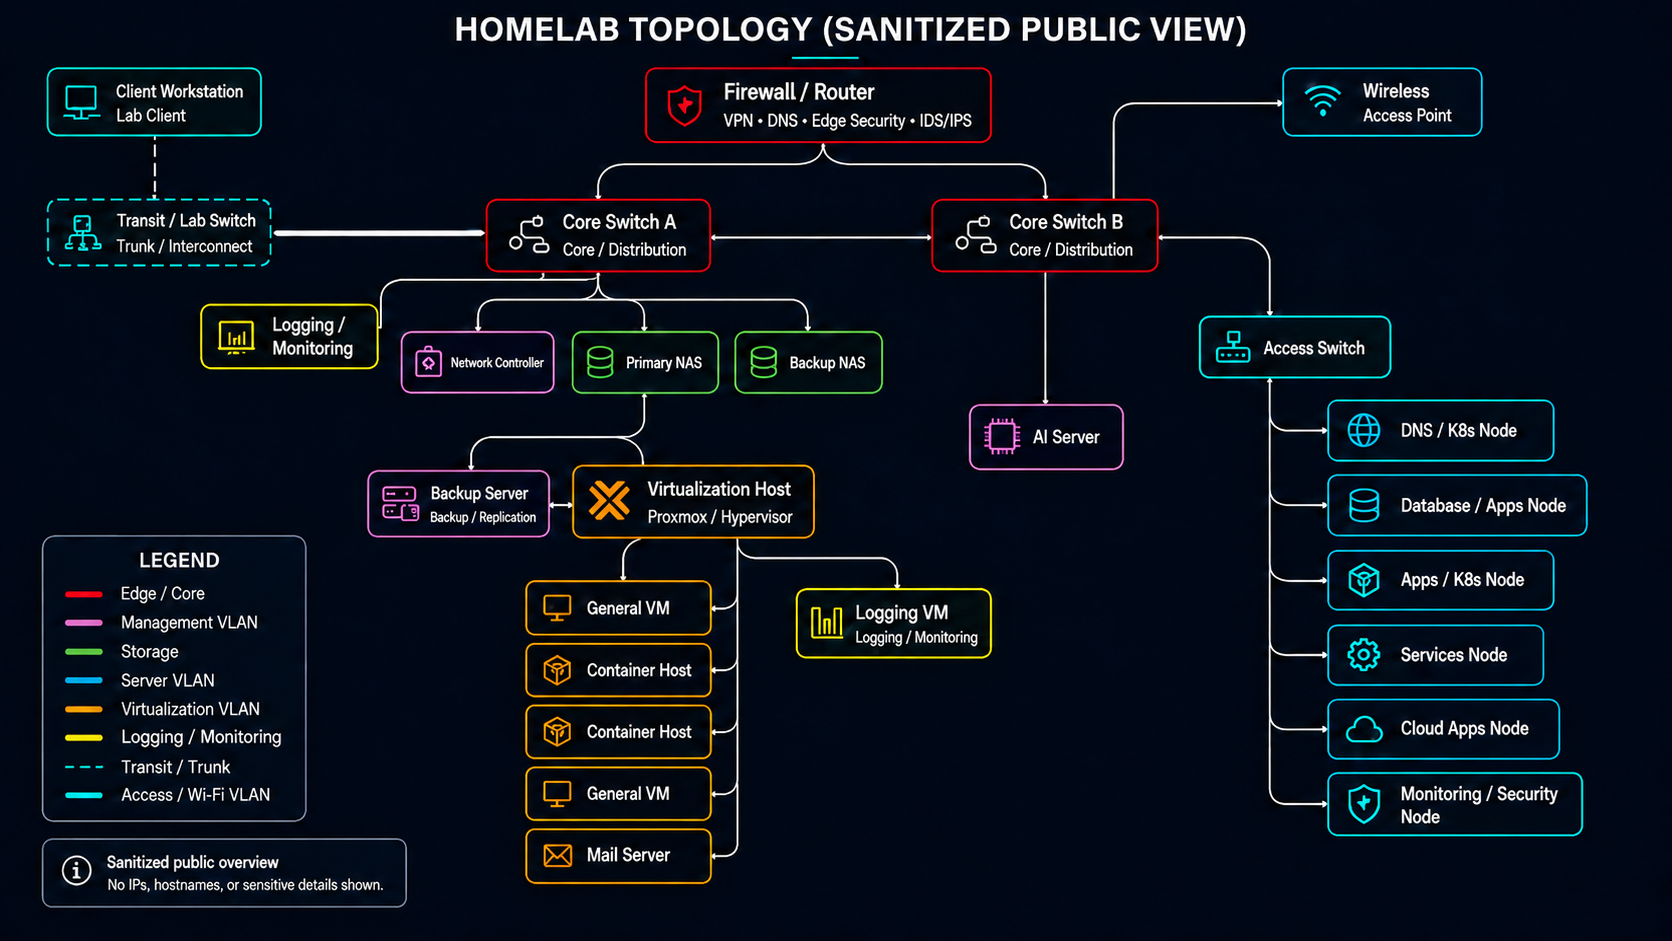 HOMELAB TOPOLOGY (SANITIZED PUBLIC VIEW)
Client Workstation
Lab Client
Firewall / Router
VPN • DNS • Edge Security • IDS/IPS
Wireless
Access Point
Transit / Lab Switch
Trunk / Interconnect
Core Switch A
Core / Distribution
Core Switch B
Core / Distribution
Logging /
Monitoring
Network Controller
Primary NAS
Backup NAS
Access Switch
AI Server
DNS / K8s Node
Database / Apps Node
Apps / K8s Node
Services Node
Cloud Apps Node
Monitoring / Security
Node
Backup Server
Backup / Replication
Virtualization Host
Proxmox / Hypervisor
General VM
Container Host
Container Host
General VM
Mail Server
Logging VM
Logging / Monitoring
LEGEND
Edge / Core
Management VLAN
Storage
Server VLAN
Virtualization VLAN
Logging / Monitoring
Transit / Trunk
Access / Wi-Fi VLAN
Sanitized public overview
No IPs, hostnames, or sensitive details shown.